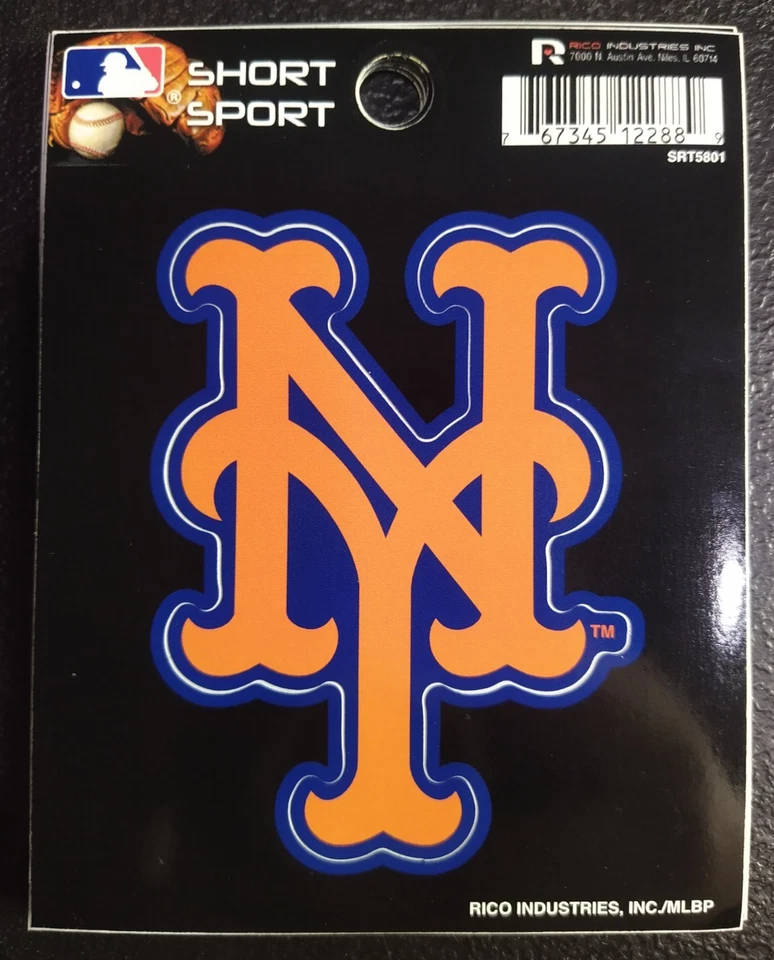 SHORT
® SPORT
RICO INDUSTRIES INC
7000 N. Austin Ave. Niles, IL 60714
7 67345 12288 9
SRT5801
NY
TM
RICO INDUSTRIES, INC./MLBP